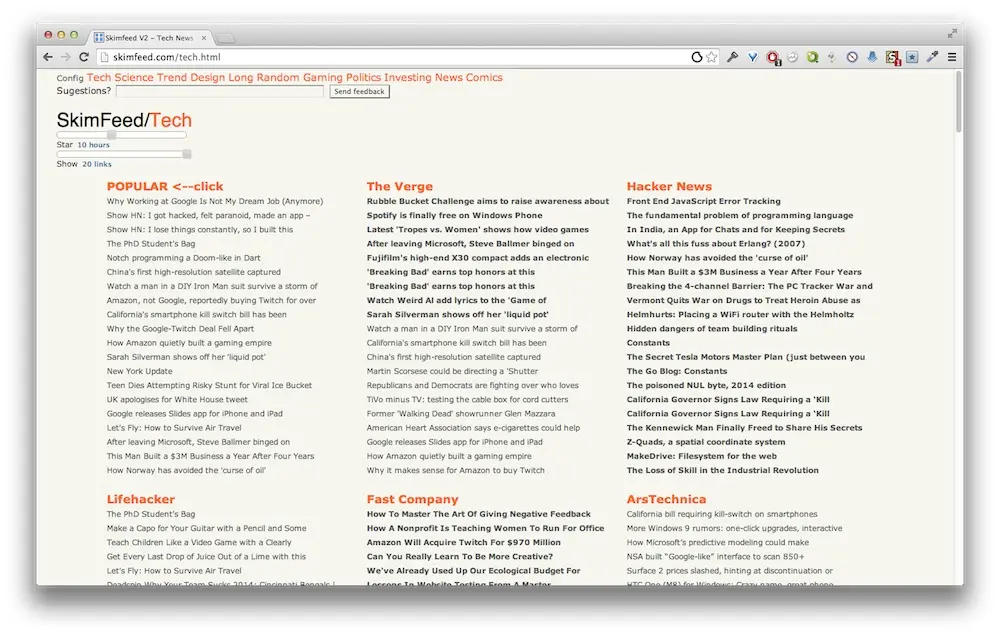 Skimfeed V2 – Tech News
skimfeed.com/tech.html
Config Tech Science Trend Design Long Random Gaming Politics Investing News Comics
Sugestions? Send feedback
SkimFeed/Tech
Star 10 hours
Show 20 links
POPULAR <--click
Why Working at Google Is Not My Dream Job (Anymore)
Show HN: I got hacked, felt paranoid, made an app –
Show HN: I lose things constantly, so I built this
The PhD Student's Bag
Notch programming a Doom-like in Dart
China's first high-resolution satellite captured
Watch a man in a DIY Iron Man suit survive a storm of
Amazon, not Google, reportedly buying Twitch for over
California's smartphone kill switch bill has been
Why the Google-Twitch Deal Fell Apart
How Amazon quietly built a gaming empire
Sarah Silverman shows off her 'liquid pot'
New York Update
Teen Dies Attempting Risky Stunt for Viral Ice Bucket
UK apologises for White House tweet
Google releases Slides app for iPhone and iPad
Let's Fly: How to Survive Air Travel
After leaving Microsoft, Steve Ballmer binged on
This Man Built a $3M Business a Year After Four Years
How Norway has avoided the 'curse of oil'
The Verge
Rubble Bucket Challenge aims to raise awareness about
Spotify is finally free on Windows Phone
Latest 'Tropes vs. Women' shows how video games
After leaving Microsoft, Steve Ballmer binged on
Fujifilm's high-end X30 compact adds an electronic
'Breaking Bad' earns top honors at this
'Breaking Bad' earns top honors at this
Watch Weird Al add lyrics to the 'Game of
Sarah Silverman shows off her 'liquid pot'
Watch a man in a DIY Iron Man suit survive a storm of
California's smartphone kill switch bill has been
China's first high-resolution satellite captured
Martin Scorsese could be directing a 'Shutter
Republicans and Democrats are fighting over who loves
TiVo minus TV: testing the cable box for cord cutters
Former 'Walking Dead' showrunner Glen Mazzara
American Heart Association says e-cigarettes could help
Google releases Slides app for iPhone and iPad
How Amazon quietly built a gaming empire
Why it makes sense for Amazon to buy Twitch
Hacker News
Front End JavaScript Error Tracking
The fundamental problem of programming language
In India, an App for Chats and for Keeping Secrets
What's all this fuss about Erlang? (2007)
How Norway has avoided the 'curse of oil'
This Man Built a $3M Business a Year After Four Years
Breaking the 4-channel Barrier: The PC Tracker War and
Vermont Quits War on Drugs to Treat Heroin Abuse as
Helmhurts: Placing a WiFi router with the Helmholtz
Hidden dangers of team building rituals
Constants
The Secret Tesla Motors Master Plan (just between you
The Go Blog: Constants
The poisoned NUL byte, 2014 edition
California Governor Signs Law Requiring a 'Kill
California Governor Signs Law Requiring a 'Kill
The Kennewick Man Finally Freed to Share His Secrets
Z-Quads, a spatial coordinate system
MakeDrive: Filesystem for the web
The Loss of Skill in the Industrial Revolution
Lifehacker
The PhD Student's Bag
Make a Capo for Your Guitar with a Pencil and Some
Teach Children Like a Video Game with a Clearly
Get Every Last Drop of Juice Out of a Lime with this
Let's Fly: How to Survive Air Travel
Deadspin Why Your Team Sucks 2014: Cincinnati Bengals |
Fast Company
How To Master The Art Of Giving Negative Feedback
How A Nonprofit Is Teaching Women To Run For Office
Amazon Will Acquire Twitch For $970 Million
Can You Really Learn To Be More Creative?
We've Already Used Up Our Ecological Budget For
Lessons In Website Testing From A Master
ArsTechnica
California bill requiring kill-switch on smartphones
More Windows 9 rumors: one-click upgrades, interactive
How Microsoft's predictive modeling could make
NSA built "Google-like" interface to scan 850+
Surface 2 prices slashed, hinting at discontinuation or
HTC One (M8) for Windows: Crazy name, great phone